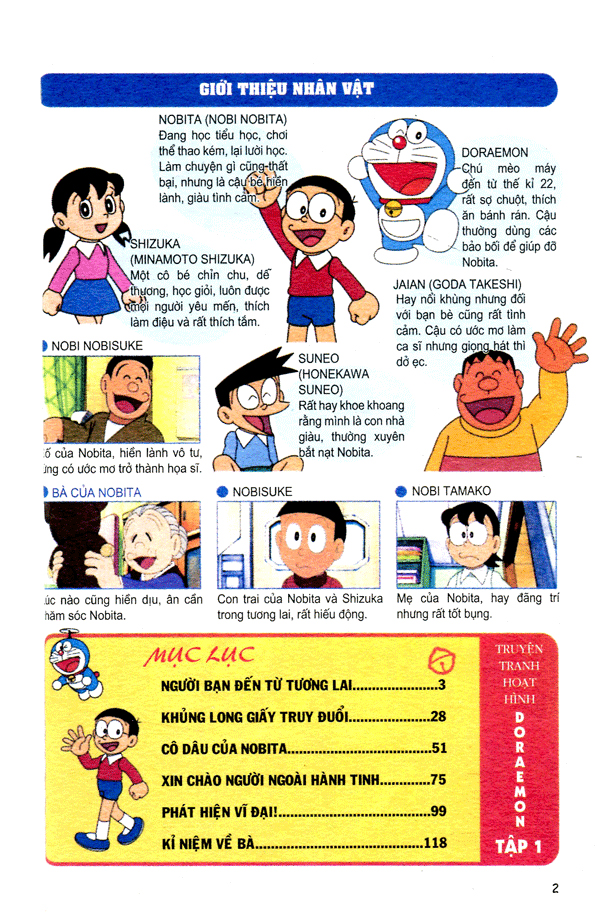 GIỚI THIỆU NHÂN VẬT
NOBITA (NOBI NOBITA)
Đang học tiểu học, chơi
thể thao kém, lại lười học.
Làm chuyện gì cũng thất
bại, nhưng là cậu bé hiền
lành, giàu tình cảm.
DORAEMON
Chú mèo máy
đến từ thế kỉ 22,
rất sợ chuột, thích
ăn bánh rán. Cậu
thường dùng các
bảo bối để giúp đỡ
Nobita.
SHIZUKA
(MINAMOTO SHIZUKA)
Một cô bé chỉn chu, dễ
thương, học giỏi, luôn được
mọi người yêu mến, thích
làm điệu và rất thích tắm.
JAIAN (GODA TAKESHI)
Hay nổi khùng nhưng đối
với bạn bè cũng rất tình
cảm. Cậu có ước mơ làm
ca sĩ nhưng giọng hát thì
dở ẹc.
NOBI NOBISUKE
của Nobita, hiền lành vô tư,
có ước mơ trở thành họa sĩ.
SUNEO
(HONEKAWA
SUNEO)
Rất hay khoe khoang
rằng mình là con nhà
giàu, thường xuyên
bắt nạt Nobita.
BÀ CỦA NOBITA
nào cũng hiền dịu, ân cần
sóc Nobita.
NOBISUKE
Con trai của Nobita và Shizuka
trong tương lai, rất hiếu động.
NOBI TAMAKO
Mẹ của Nobita, hay đãng trí
nhưng rất tốt bụng.
MỤC LỤC
1
NGƯỜI BẠN ĐẾN TỪ TƯƠNG LAI.......................3
KHỦNG LONG GIẤY TRUY ĐUỔI.......................28
CÔ DÂU CỦA NOBITA.......................................51
XIN CHÀO NGƯỜI NGOÀI HÀNH TINH..............75
PHÁT HIỆN VĨ ĐẠI!..........................................99
KỈ NIỆM VỀ BÀ...............................................118
TRUYỆN
TRANH
HOẠT
HÌNH
DORAEMON
TẬP 1
2